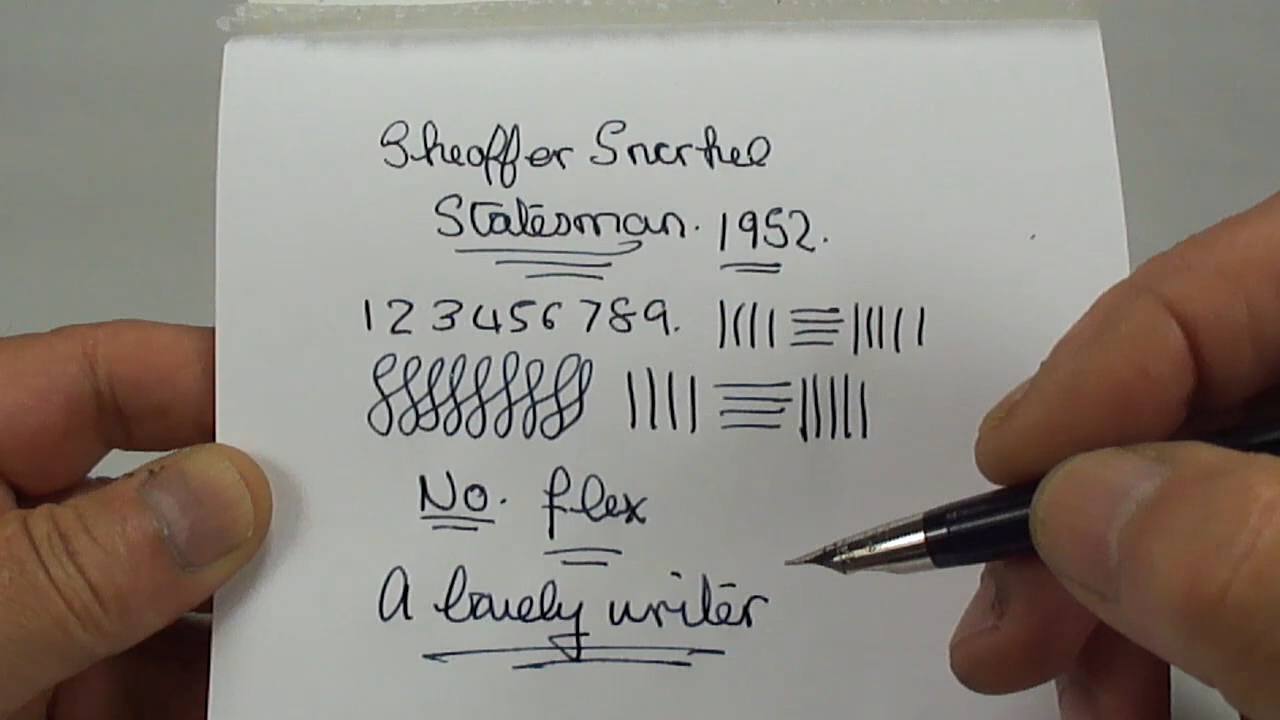 Sheaffer Snorkel
Statesman. 1952.
123456789.
No. flex
A lovely writer